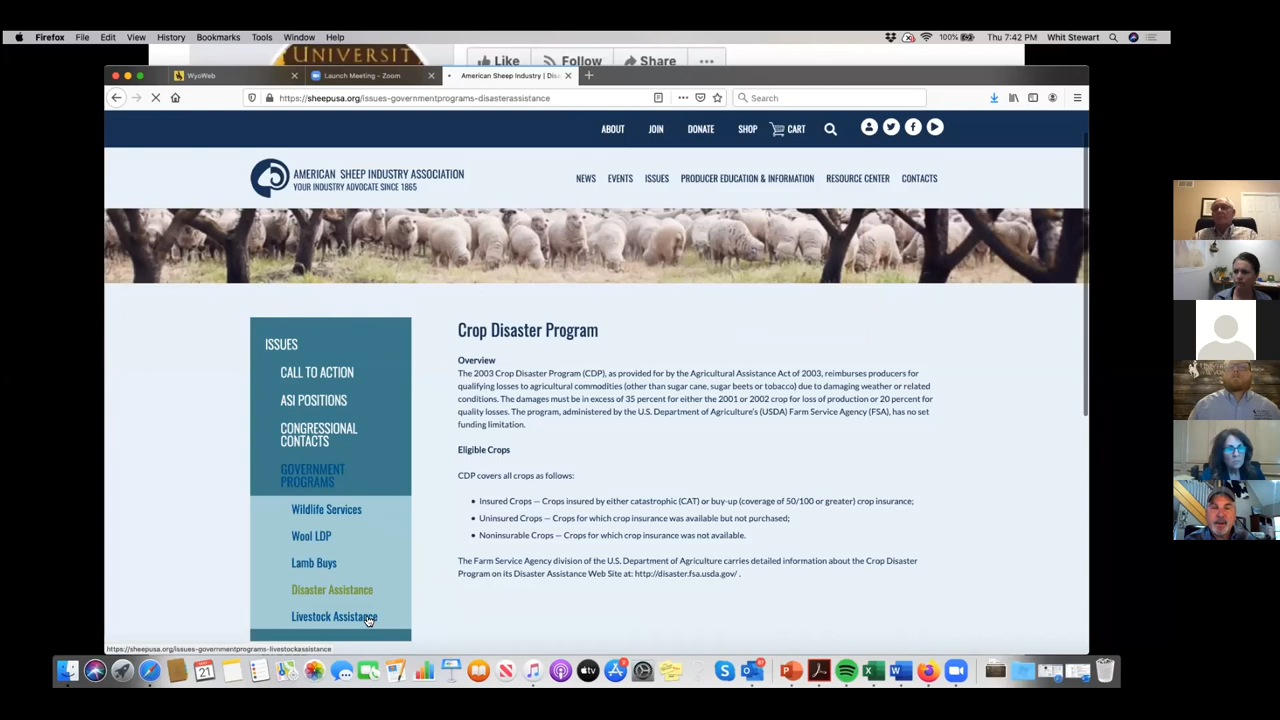 Firefox File Edit View History Bookmarks Tools Window Help
100% Thu 7:42 PM Whit Stewart
UNIVERSIT
Like Follow Share
WyoWeb Launch Meeting - Zoom American Sheep Industry | Disa
https://sheepusa.org/issues-governmentprograms-disasterassistance Search
ABOUT JOIN DONATE SHOP CART
AMERICAN SHEEP INDUSTRY ASSOCIATION
YOUR INDUSTRY ADVOCATE SINCE 1865
NEWS EVENTS ISSUES PRODUCER EDUCATION & INFORMATION RESOURCE CENTER CONTACTS
ISSUES
CALL TO ACTION
ASI POSITIONS
CONGRESSIONAL
CONTACTS
GOVERNMENT
PROGRAMS
Wildlife Services
Wool LDP
Lamb Buys
Disaster Assistance
Livestock Assistance
Crop Disaster Program
Overview
The 2003 Crop Disaster Program (CDP), as provided for by the Agricultural Assistance Act of 2003, reimburses producers for
qualifying losses to agricultural commodities (other than sugar cane, sugar beets or tobacco) due to damaging weather or related
conditions. The damages must be in excess of 35 percent for either the 2001 or 2002 crop for loss of production or 20 percent for
quality losses. The program, administered by the U.S. Department of Agriculture's (USDA) Farm Service Agency (FSA), has no set
funding limitation.
Eligible Crops
CDP covers all crops as follows:
• Insured Crops — Crops insured by either catastrophic (CAT) or buy-up (coverage of 50/100 or greater) crop insurance;
• Uninsured Crops — Crops for which crop insurance was available but not purchased;
• Noninsurable Crops — Crops for which crop insurance was not available.
The Farm Service Agency division of the U.S. Department of Agriculture carries detailed information about the Crop Disaster
Program on its Disaster Assistance Web Site at: http://disaster.fsa.usda.gov/ .
https://sheepusa.org/issues-governmentprograms-livestockassistance